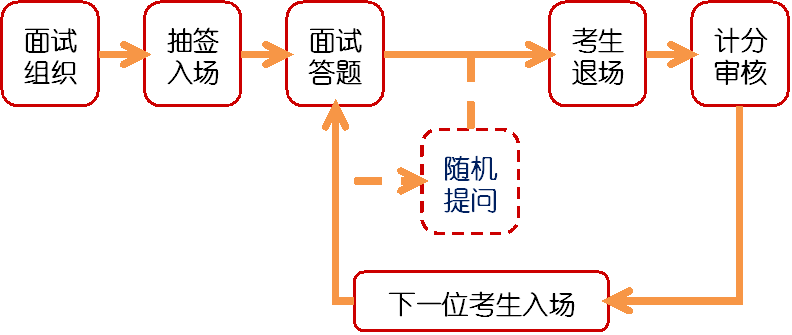 面试
组织
抽签
入场
面试
答题
考生
退场
计分
审核
随机
提问
下一位考生入场